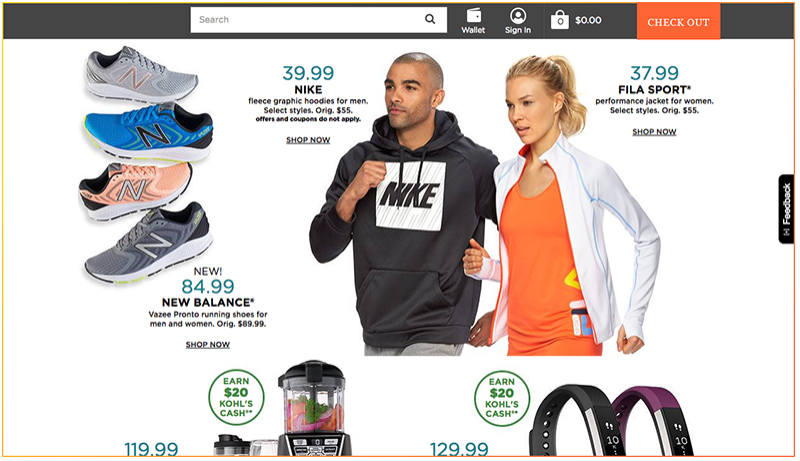 Search
Wallet
Sign In
0
$0.00
CHECK OUT
39.99
NIKE
fleece graphic hoodies for men.
Select styles. Orig. $55.
offers and coupons do not apply.
SHOP NOW
37.99
FILA SPORT®
performance jacket for women.
Select styles. Orig. $55.
SHOP NOW
NIKE
Feedback
NEW!
84.99
NEW BALANCE®
Vazee Pronto running shoes for
men and women. Orig. $89.99.
SHOP NOW
EARN
$20
KOHL'S
CASH**
EARN
$20
KOHL'S
CASH**
119.99
129.99
10
10